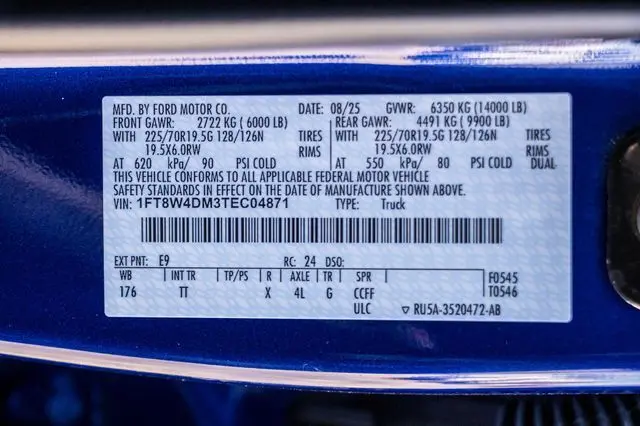 MFD. BY FORD MOTOR CO. DATE: 08/25 GVWR: 6350 KG (14000 LB)
FRONT GAWR: 2722 KG (6000 LB) REAR GAWR: 4491 KG (9900 LB)
WITH 225/70R19.5G 128/126N TIRES WITH 225/70R19.5G 128/126N TIRES
19.5X6.0RW RIMS 19.5X6.0RW RIMS
AT 620 kPa/ 90 PSI COLD AT 550 kPa/ 80 PSI COLD DUAL
THIS VEHICLE CONFORMS TO ALL APPLICABLE FEDERAL MOTOR VEHICLE
SAFETY STANDARDS IN EFFECT ON THE DATE OF MANUFACTURE SHOWN ABOVE.
VIN: 1FT8W4DM3TEC04871 TYPE: Truck
EXT PNT: E9 RC: 24 DSO:
WB INT TR TP/PS R AXLE TR SPR F0545
176 TT X 4L G CCFF T0546
ULC ▽ RU5A-3520472-AB